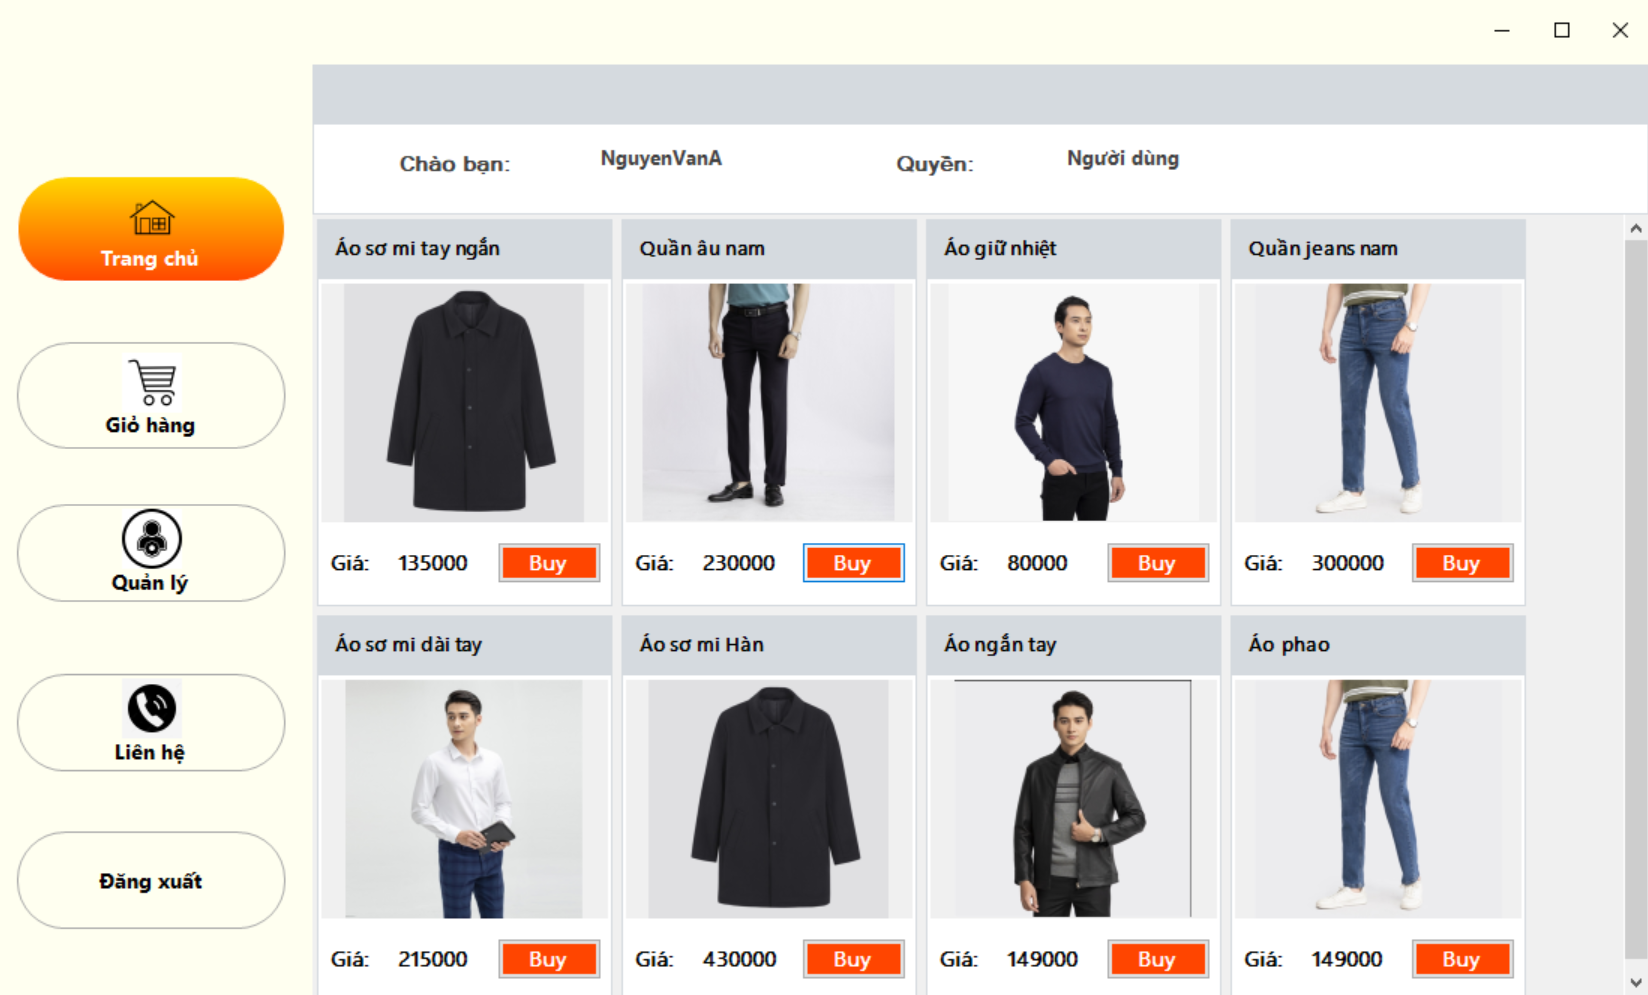 Chào bạn:
NguyenVanA
Quyền:
Người dùng
Trang chủ
Giỏ hàng
Quản lý
Liên hệ
Đăng xuất
Áo sơ mi tay ngắn
Quần âu nam
Áo giữ nhiệt
Quần jeans nam
Giá: 135000 Buy
Giá: 230000 Buy
Giá: 80000 Buy
Giá: 300000 Buy
Áo sơ mi dài tay
Áo sơ mi Hàn
Áo ngắn tay
Áo phao
Giá: 215000 Buy
Giá: 430000 Buy
Giá: 149000 Buy
Giá: 149000 Buy